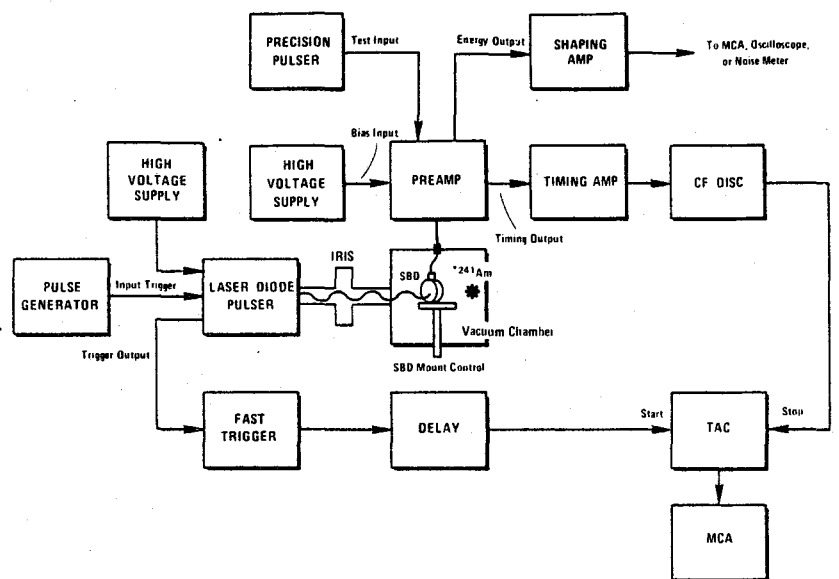 PRECISION
PULSER
Test Input
Energy Output
SHAPING
AMP
To MCA, Oscilloscope,
or Noise Meter
HIGH
VOLTAGE
SUPPLY
Bias Input
HIGH
VOLTAGE
SUPPLY
PREAMP
TIMING AMP
CF DISC
Timing Output
PULSE
GENERATOR
Input Trigger
LASER DIODE
PULSER
IRIS
SBD
*241Am
Vacuum Chamber
SBD Mount Control
Trigger Output
FAST
TRIGGER
DELAY
Start
TAC
Stop
MCA